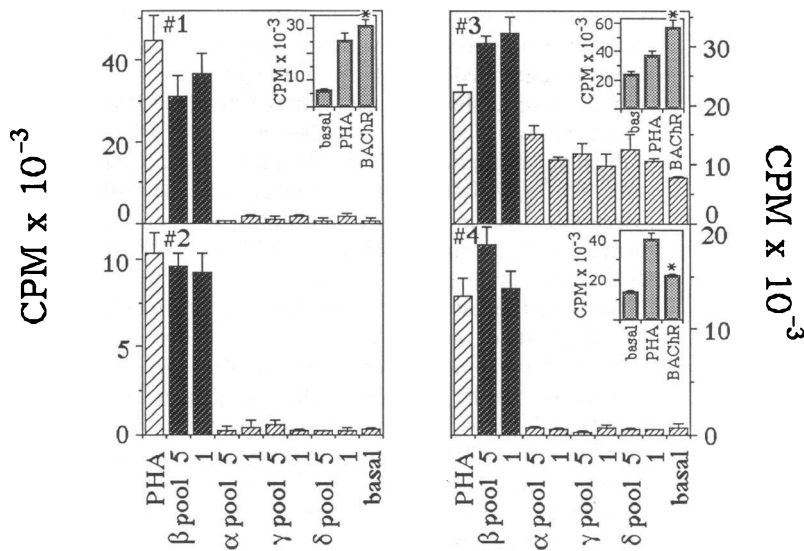 CPM x 10⁻³
#1
40
20
0
CPM x 10⁻³
30
10
basal
PHA
BAChR
*
#3
30
20
10
0
CPM x 10⁻³
60
40
20
bas
PHA
BAChR
*
#2
10
5
0
#4
20
10
0
CPM x 10⁻³
40
20
basal
PHA
BAChR
*
CPM x 10⁻³
PHA
β pool 5
1
α pool 5
1
γ pool 5
1
δ pool 5
1
basal
PHA
β pool 5
1
α pool 5
1
γ pool 5
1
δ pool 5
1
basal